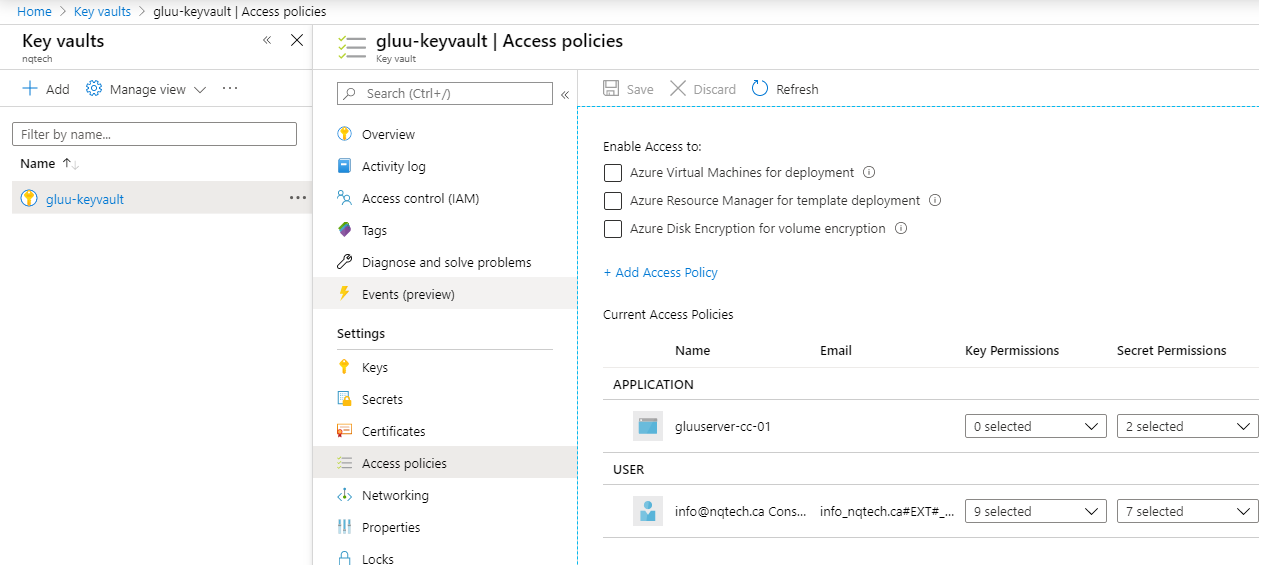 Home > Key vaults > gluu-keyvault | Access policies
Key vaults
nqtech
Add Manage view ...
Filter by name...
Name
gluu-keyvault
gluu-keyvault | Access policies
Key vault
Search (Ctrl+/)
Overview
Activity log
Access control (IAM)
Tags
Diagnose and solve problems
Events (preview)
Settings
Keys
Secrets
Certificates
Access policies
Networking
Properties
Locks
Save Discard Refresh
Enable Access to:
Azure Virtual Machines for deployment
Azure Resource Manager for template deployment
Azure Disk Encryption for volume encryption
+ Add Access Policy
Current Access Policies
Name Email Key Permissions Secret Permissions
APPLICATION
gluuserver-cc-01 0 selected 2 selected
USER
info@nqtech.ca Cons... info_nqtech.ca#EXT#_... 9 selected 7 selected